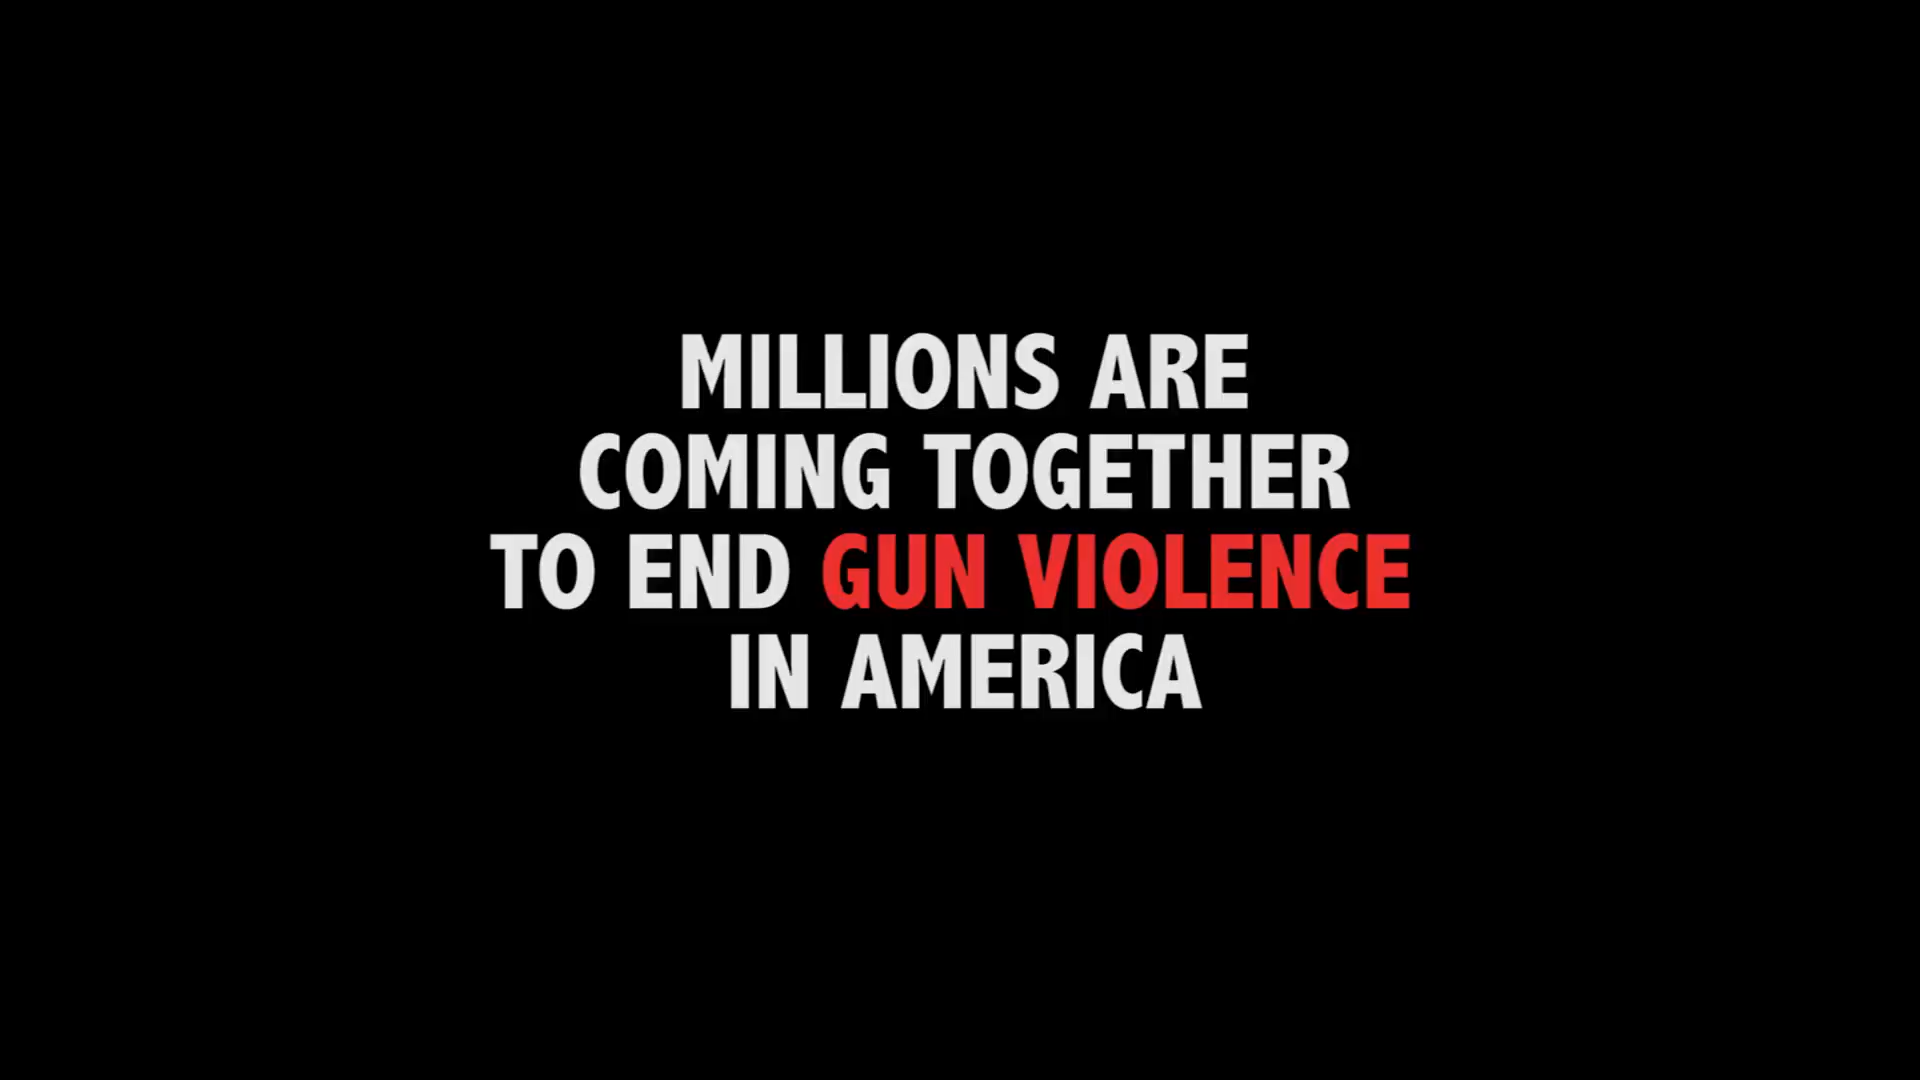 MILLIONS ARE
COMING TOGETHER
TO END GUN VIOLENCE
IN AMERICA